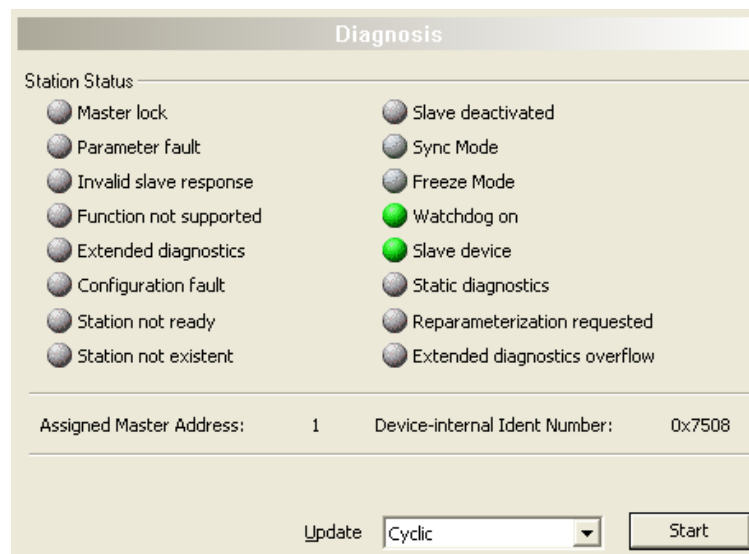 Diagnosis
Station Status
Master lock
Slave deactivated
Parameter fault
Sync Mode
Invalid slave response
Freeze Mode
Function not supported
Watchdog on
Extended diagnostics
Slave device
Configuration fault
Static diagnostics
Station not ready
Reparameterization requested
Station not existent
Extended diagnostics overflow
Assigned Master Address: 1 Device-internal Ident Number: 0x7508
Update Cyclic Start